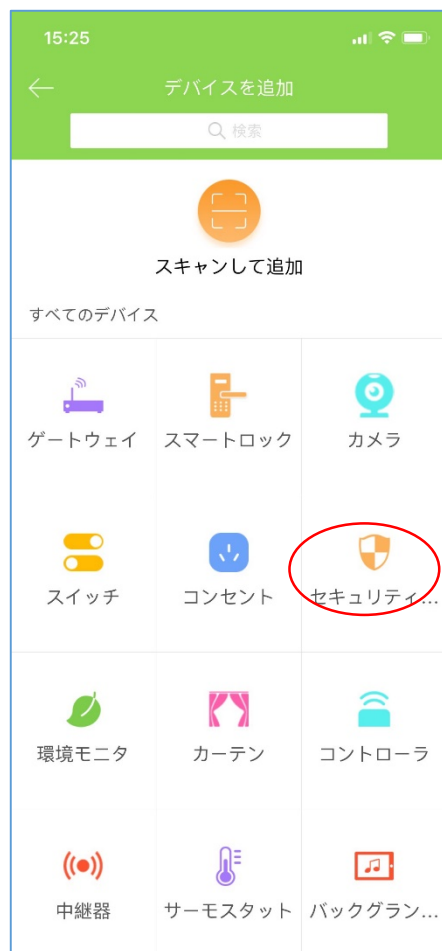 15:25
デバイスを追加
検索
スキャンして追加
すべてのデバイス
ゲートウェイ
スマートロック
カメラ
スイッチ
コンセント
セキュリティ...
環境モニタ
カーテン
コントローラ
中継器
サーモスタット
バックグラン...